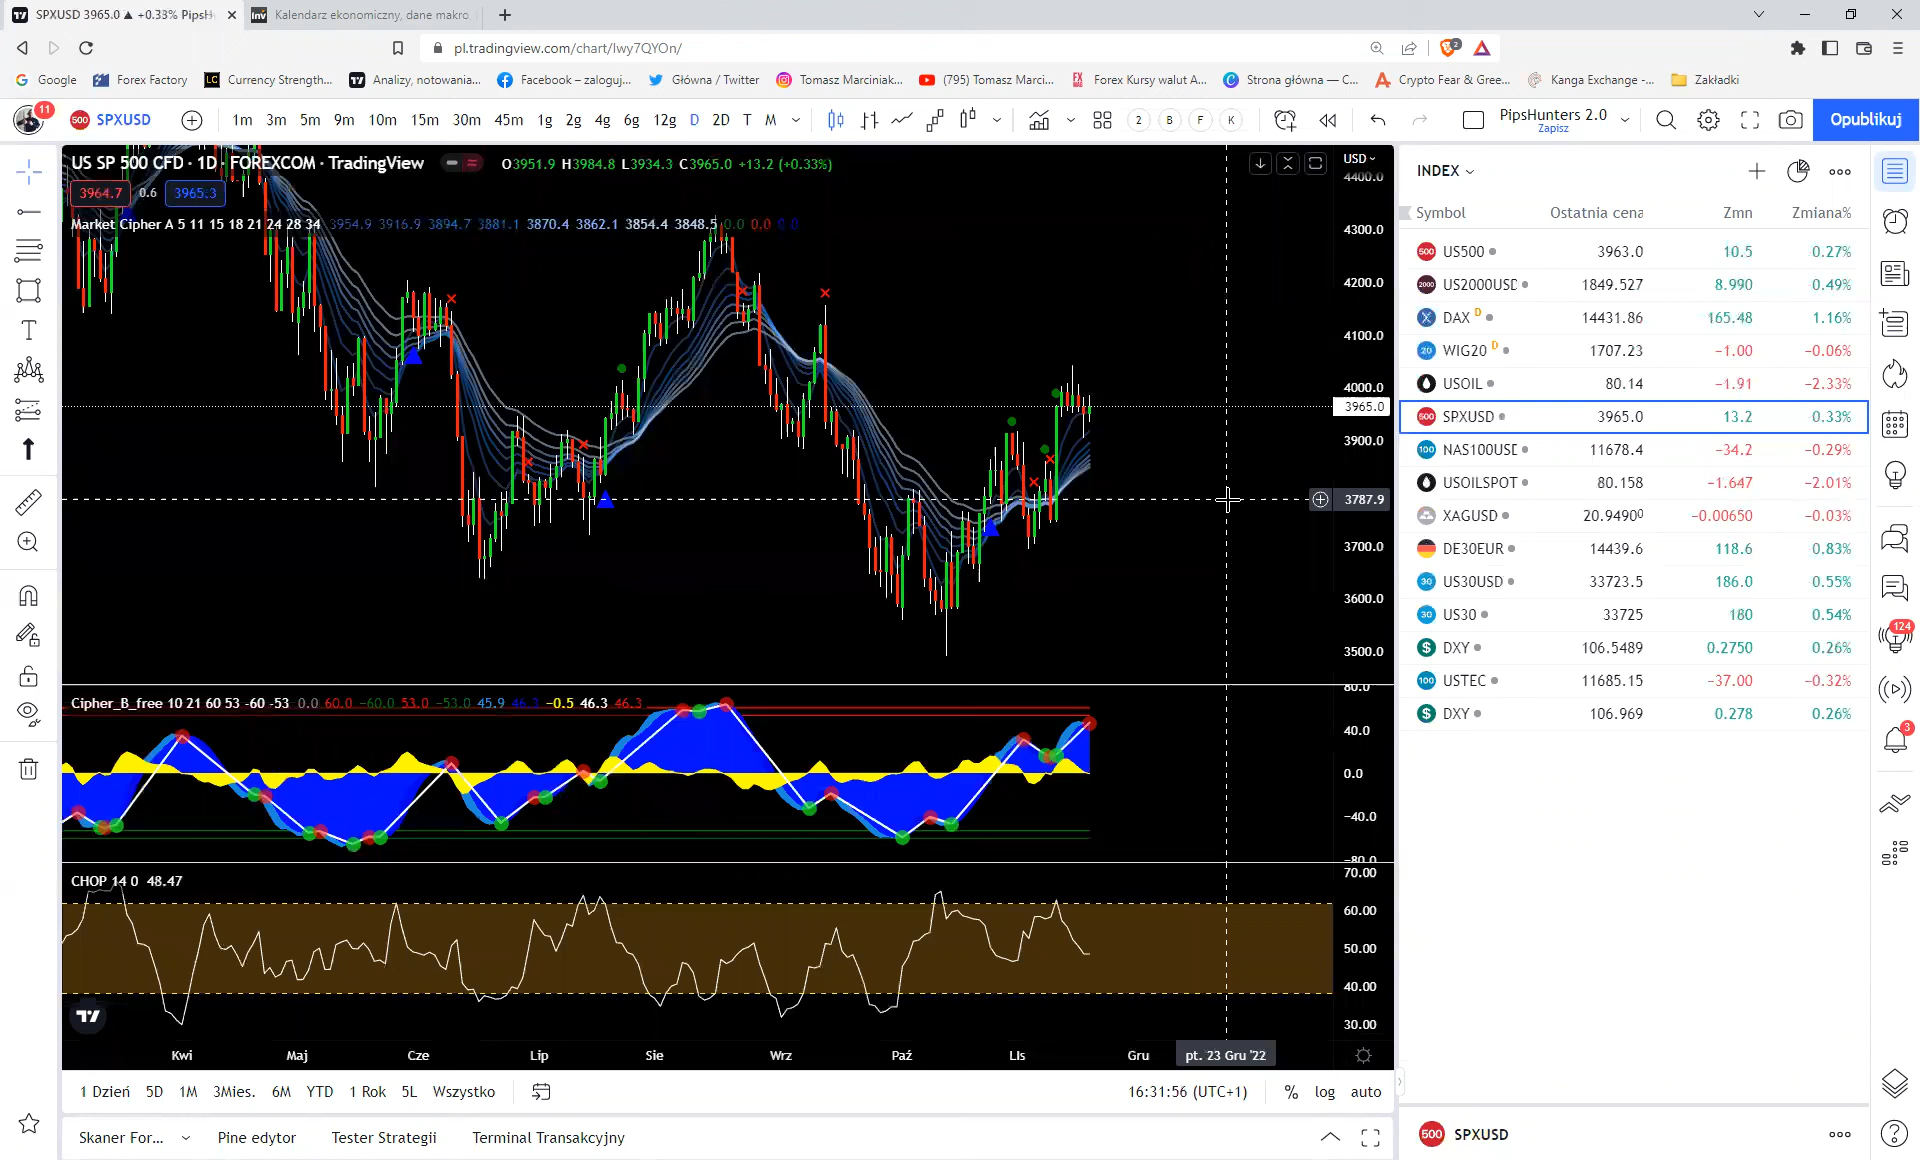 SPXUSD 3965.0 ▲ +0.33% PipsH
Kalendarz ekonomiczny, dane makro
pl.tradingview.com/chart/Iwy7QYOn/
2
Google
Forex Factory
Currency Strength...
Analizy, notowania...
Facebook – zaloguj...
Główna / Twitter
Tomasz Marciniak...
(795) Tomasz Marci...
Forex Kursy walut A...
Strona główna — C...
Crypto Fear & Gree...
Kanga Exchange -...
Zakładki
11
SPXUSD
1m 3m 5m 9m 10m 15m 30m 45m 1g 2g 4g 6g 12g D 2D T M
2 B F K
PipsHunters 2.0
Zapisz
Opublikuj
US SP 500 CFD · 1D · FOREXCOM · TradingView
O3951.9 H3984.8 L3934.3 C3965.0 +13.2 (+0.33%)
3964.7 0.6 3965.3
Market Cipher A 5 11 15 18 21 24 28 34 3954.9 3916.9 3894.7 3881.1 3870.4 3862.1 3854.4 3848.5 0.0 0.0 0.0
USD
4400.0
4300.0
4200.0
4100.0
4000.0
3965.0
3900.0
3787.9
3700.0
3600.0
3500.0
Cipher_B_free 10 21 60 53 -60 -53 0.0 60.0 −60.0 53.0 −53.0 45.9 46.3 −0.5 46.3 46.3
80.0
40.0
0.0
−40.0
−80.0
CHOP 14 0 48.47
70.00
60.00
50.00
40.00
30.00
Kwi Maj Cze Lip Sie Wrz Paź Lis Gru pt. 23 Gru '22
1 Dzień 5D 1M 3Mies. 6M YTD 1 Rok 5L Wszystko
16:31:56 (UTC+1) % log auto
Skaner For... Pine edytor Tester Strategii Terminal Transakcyjny
INDEX
Symbol Ostatnia cena Zmn Zmiana%
US500 3963.0 10.5 0.27%
US2000USD 1849.527 8.990 0.49%
DAX D 14431.86 165.48 1.16%
WIG20 D 1707.23 −1.00 −0.06%
USOIL 80.14 −1.91 −2.33%
SPXUSD 3965.0 13.2 0.33%
NAS100USD 11678.4 −34.2 −0.29%
USOILSPOT 80.158 −1.647 −2.01%
XAGUSD 20.9490⁰ −0.00650 −0.03%
DE30EUR 14439.6 118.6 0.83%
US30USD 33723.5 186.0 0.55%
US30 33725 180 0.54%
DXY 106.5489 0.2750 0.26%
USTEC 11685.15 −37.00 −0.32%
DXY 106.969 0.278 0.26%
124
3
500 SPXUSD